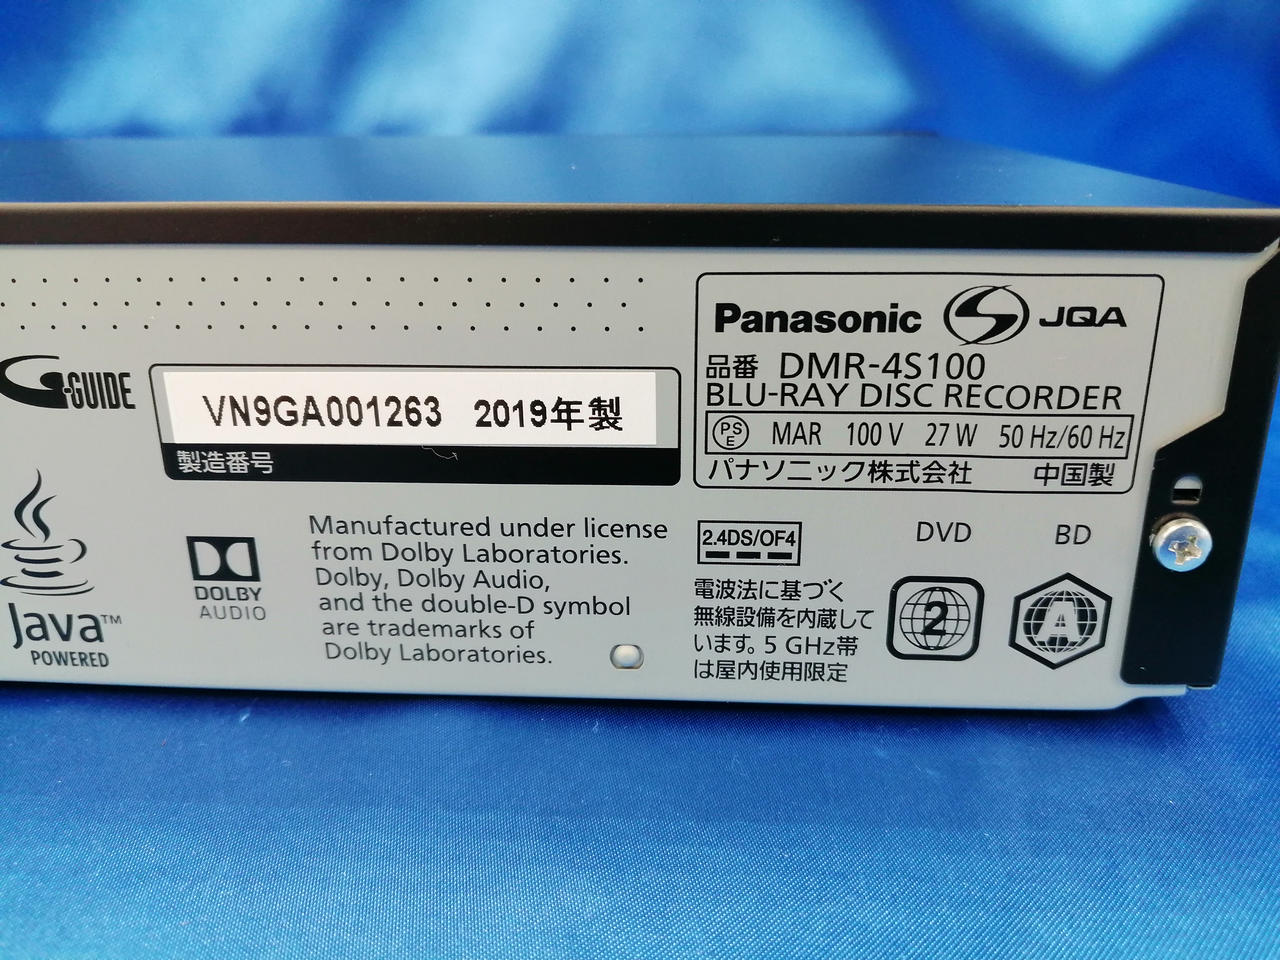 G-GUIDE
VN9GA001263 2019年製
製造番号
Panasonic JQA
品番 DMR-4S100
BLU-RAY DISC RECORDER
PS E MAR 100 V 27 W 50 Hz/60 Hz
パナソニック株式会社 中国製
Java™
POWERED
DOLBY
AUDIO
Manufactured under license
from Dolby Laboratories.
Dolby, Dolby Audio,
and the double-D symbol
are trademarks of
Dolby Laboratories.
2.4DS/OF4
電波法に基づく
無線設備を内蔵して
います。5 GHz帯
は屋内使用限定
DVD BD
2 A